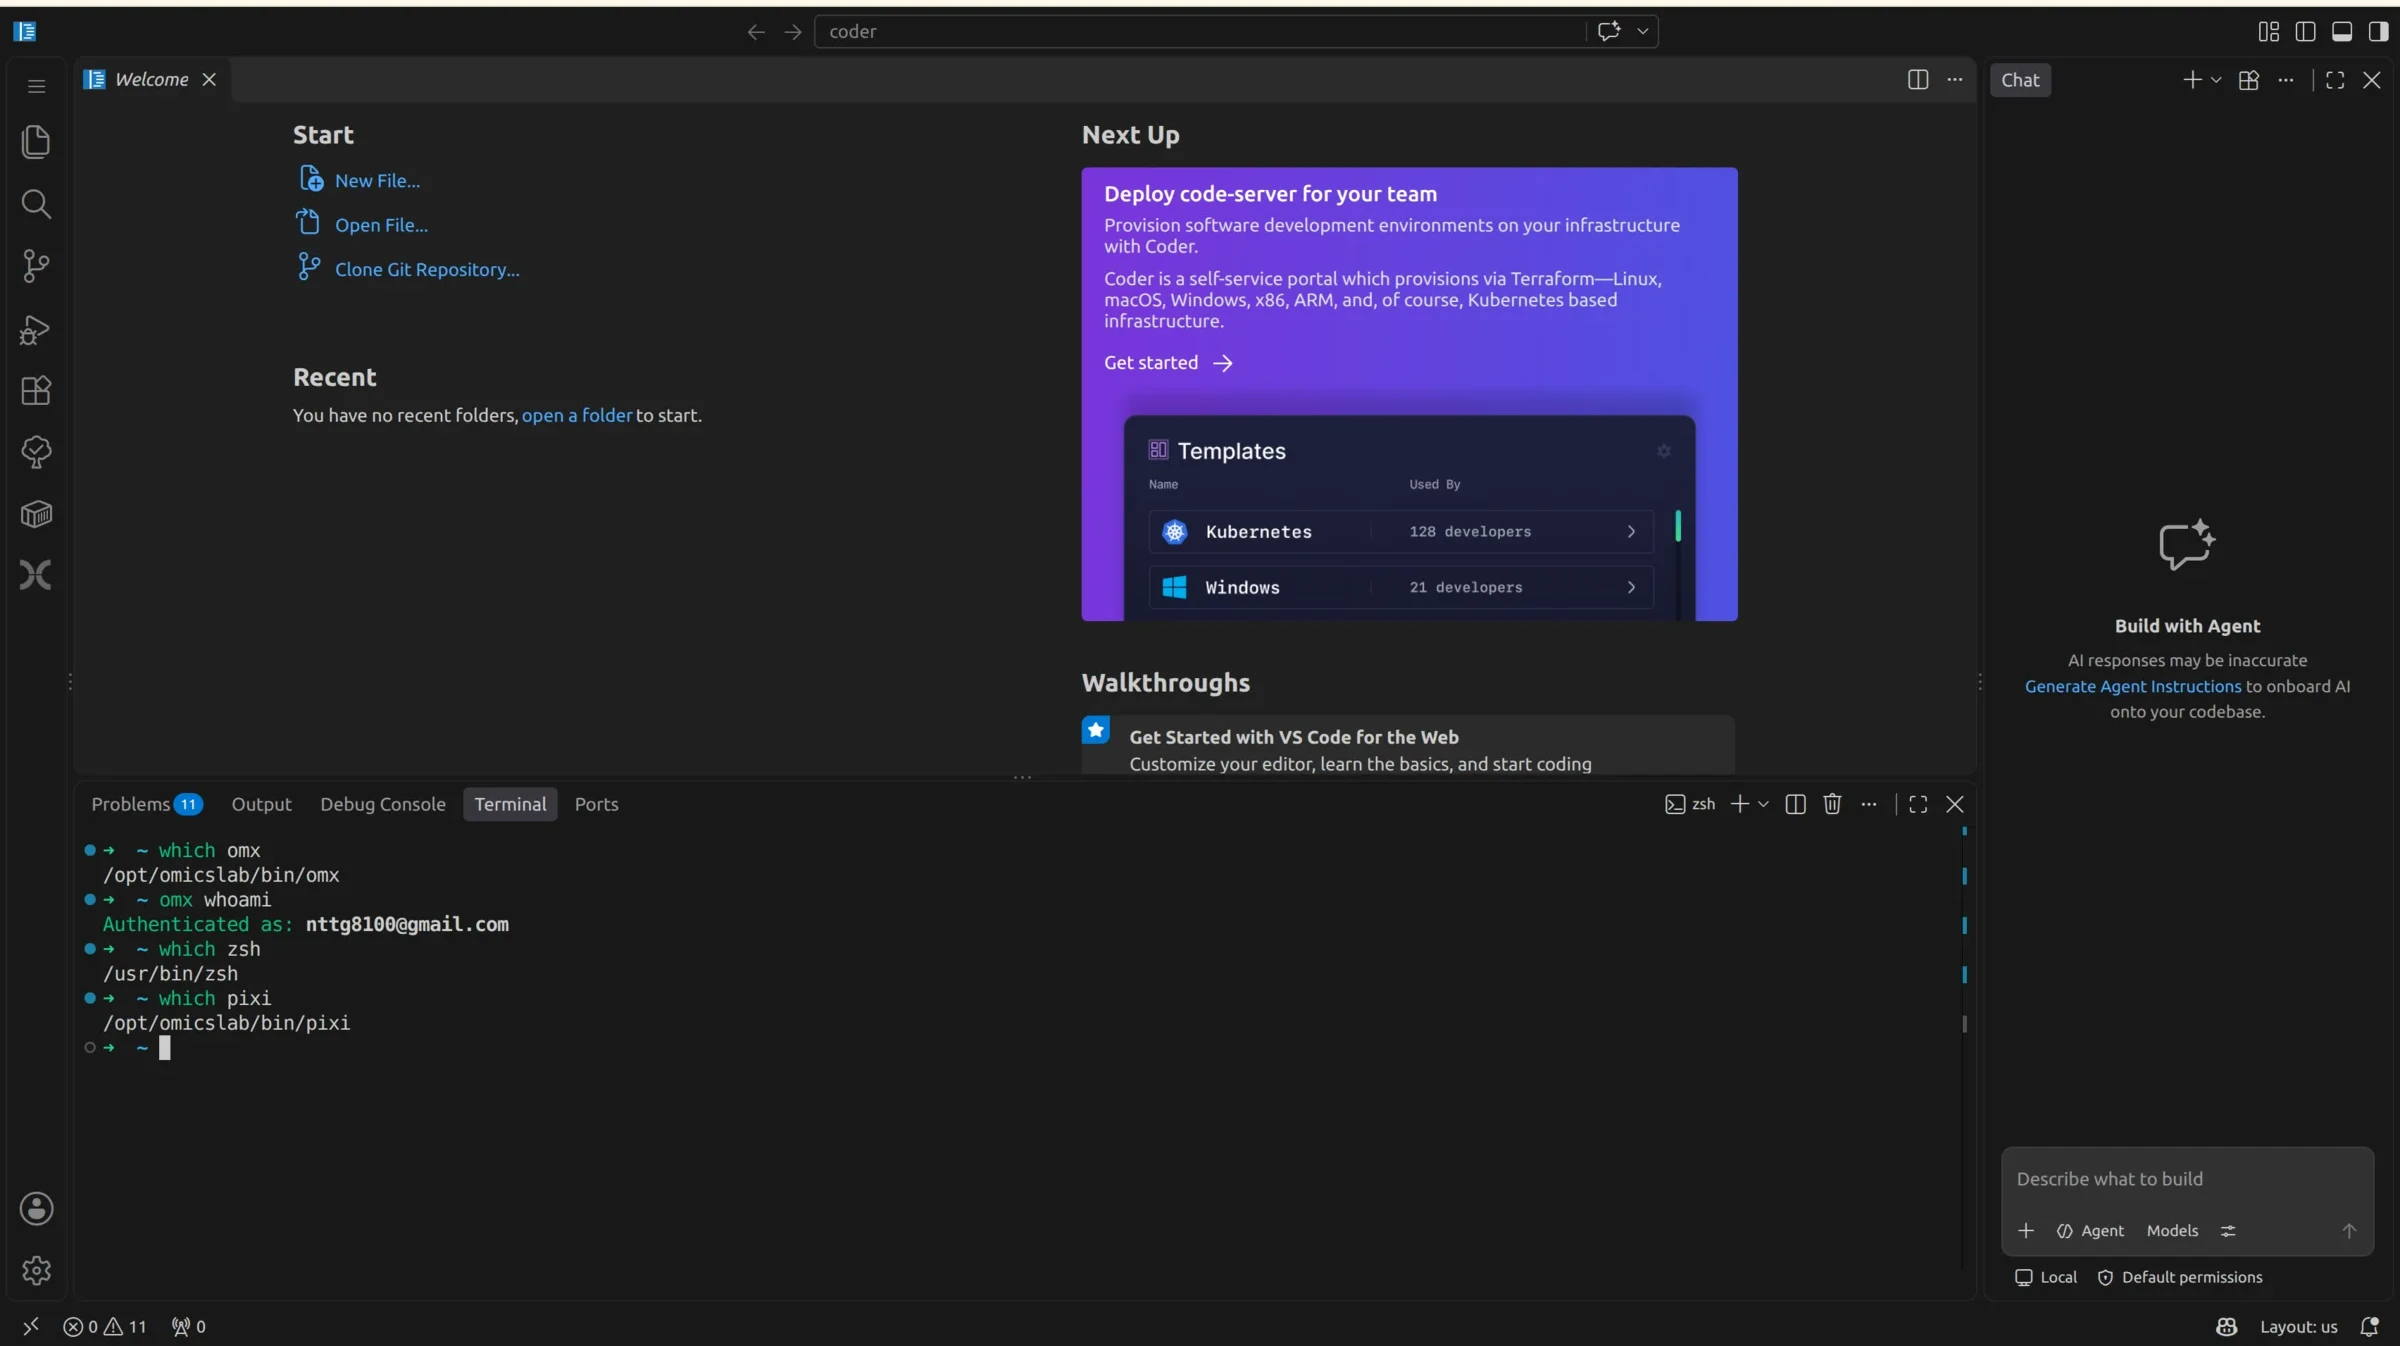 coder
Welcome
Start
New File...
Open File...
Clone Git Repository...
Recent
You have no recent folders, open a folder to start.
Next Up
Deploy code-server for your team
Provision software development environments on your infrastructure
with Coder.
Coder is a self-service portal which provisions via Terraform—Linux,
macOS, Windows, x86, ARM, and, of course, Kubernetes based
infrastructure.
Get started
Templates
Name Used By
Kubernetes 128 developers
Windows 21 developers
Walkthroughs
Get Started with VS Code for the Web
Customize your editor, learn the basics, and start coding
Problems 11 Output Debug Console Terminal Ports
zsh
➜ ~ which omx
/opt/omicslab/bin/omx
➜ ~ omx whoami
Authenticated as: nttg8100@gmail.com
➜ ~ which zsh
/usr/bin/zsh
➜ ~ which pixi
/opt/omicslab/bin/pixi
➜ ~
Chat
Build with Agent
AI responses may be inaccurate
Generate Agent Instructions to onboard AI
onto your codebase.
Describe what to build
Agent Models
Local Default permissions
0 11 0
Layout: us